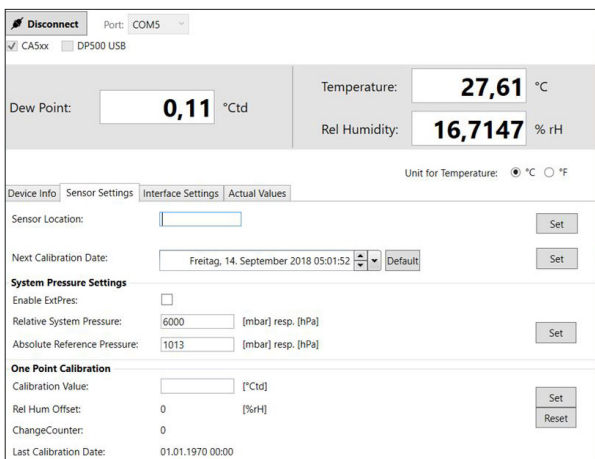 Disconnect Port: COM5
CA5xx DP500 USB
Temperature: 27,61 °C
Dew Point: 0,11 °Ctd
Rel Humidity: 16,7147 % rH
Unit for Temperature: °C °F
Device Info Sensor Settings Interface Settings Actual Values
Sensor Location: Set
Next Calibration Date: Freitag, 14. September 2018 05:01:52 Default Set
System Pressure Settings
Enable ExtPres:
Relative System Pressure: 6000 [mbar] resp. [hPa]
Set
Absolute Reference Pressure: 1013 [mbar] resp. [hPa]
One Point Calibration
Calibration Value: [°Ctd]
Set
Rel Hum Offset: 0 [%rH]
Reset
ChangeCounter: 0
Last Calibration Date: 01.01.1970 00:00